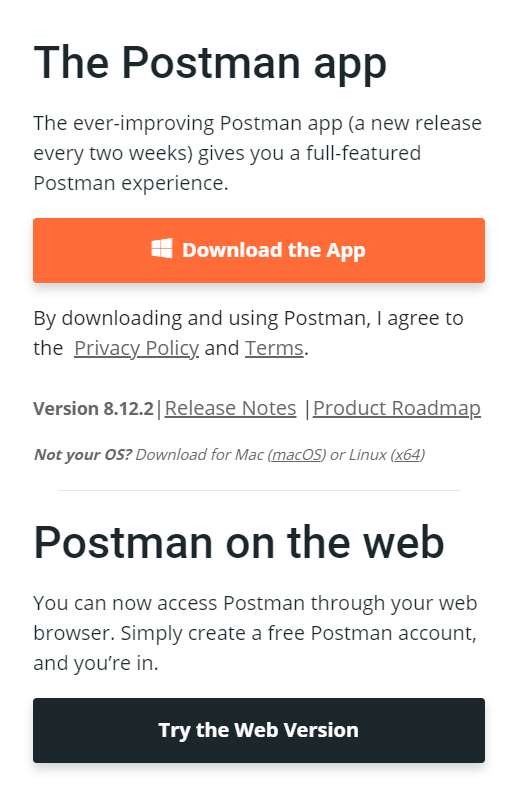 The Postman app
The ever-improving Postman app (a new release
every two weeks) gives you a full-featured
Postman experience.
Download the App
By downloading and using Postman, I agree to
the Privacy Policy and Terms.
Version 8.12.2|Release Notes |Product Roadmap
Not your OS? Download for Mac (macOS) or Linux (x64)
Postman on the web
You can now access Postman through your web
browser. Simply create a free Postman account,
and you’re in.
Try the Web Version